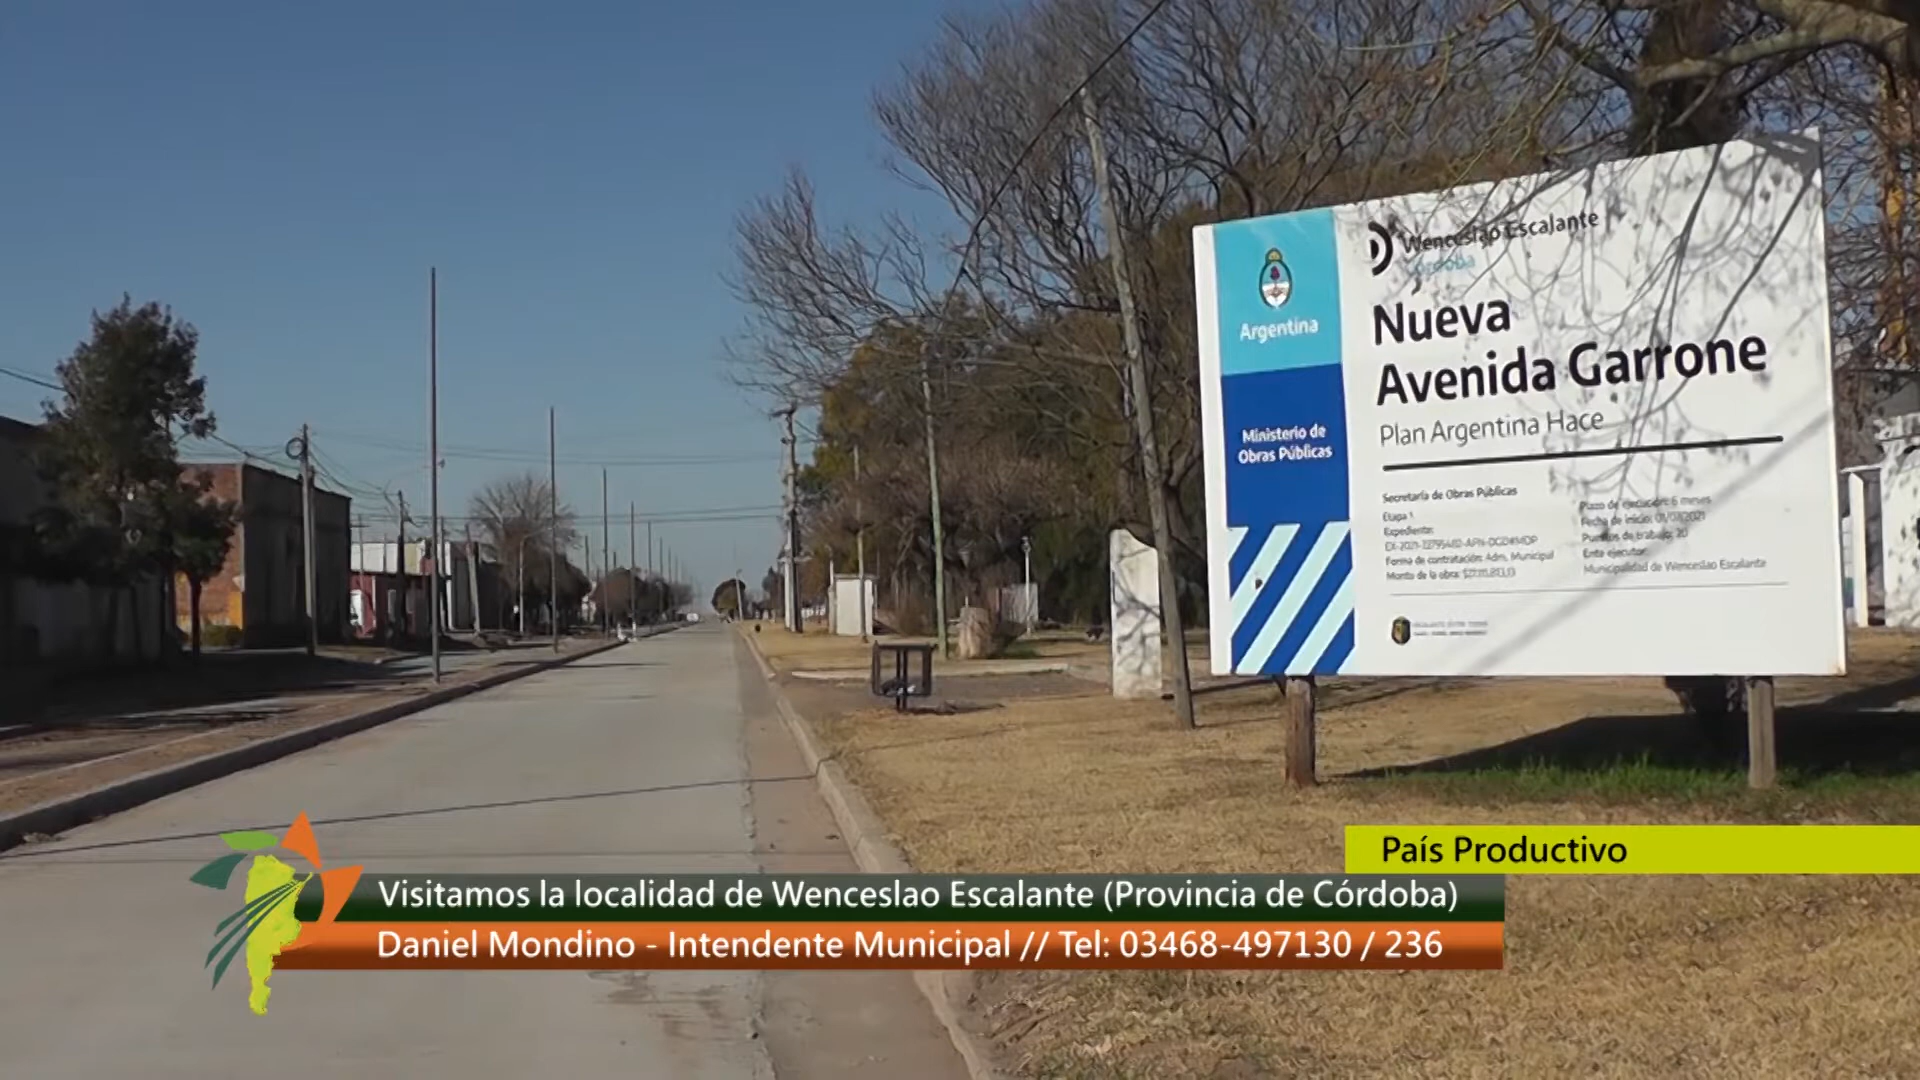 Wenceslao Escalante
Córdoba
Argentina
Nueva
Avenida Garrone
Plan Argentina Hace
Ministerio de
Obras Públicas
Secretaría de Obras Públicas
Etapa 1
Expediente:
Forma de contratación: Adm. Municipal
Monto de la obra:
Plazo de ejecución: 6 meses
Fecha de inicio: 01/07/2021
Puestos de trabajo: 20
Ente ejecutor:
Municipalidad de Wenceslao Escalante
País Productivo
Visitamos la localidad de Wenceslao Escalante (Provincia de Córdoba)
Daniel Mondino - Intendente Municipal // Tel: 03468-497130 / 236